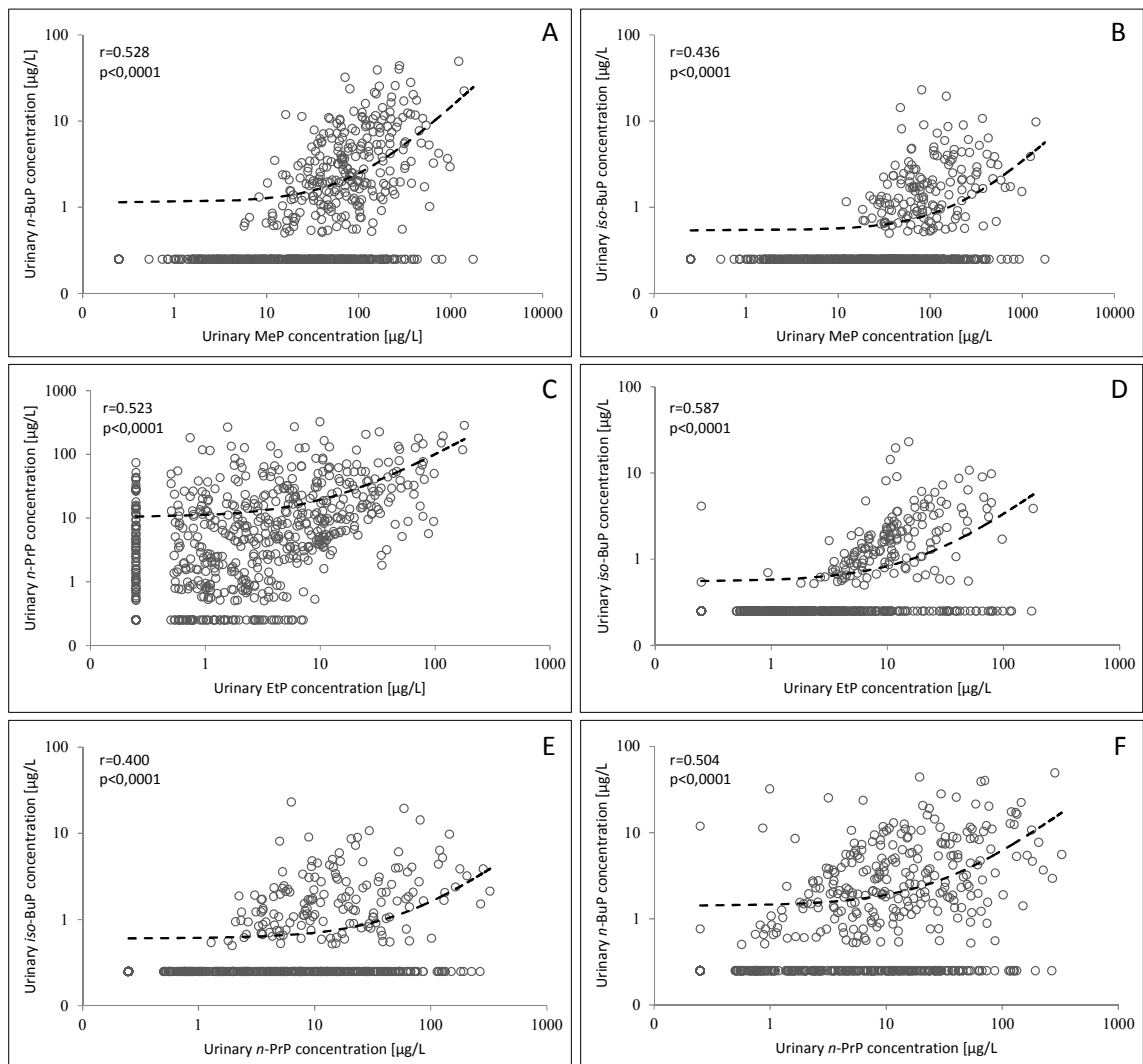 A
r=0.528
p<0,0001
Urinary n-BuP concentration [µg/L]
100
10
1
0
0 1 10 100 1000 10000
Urinary MeP concentration [µg/L]
B
r=0.436
p<0,0001
Urinary iso-BuP concentration [µg/L
100
10
1
0
0 1 10 100 1000 10000
Urinary MeP concentration [µg/L
C
r=0.523
p<0,0001
Urinary n-PrP concentration [µg/L]
1000
100
10
1
0
0 1 10 100 1000
Urinary EtP concentration [µg/L]
D
r=0.587
p<0,0001
Urinary iso-BuP concentration [µg/L
100
10
1
0
0 1 10 100 1000
Urinary EtP concentration [µg/L
E
r=0.400
p<0,0001
Urinary iso-BuP concentration [µg/L
100
10
1
0
0 1 10 100 1000
Urinary n-PrP concentration [µg/L
F
r=0.504
p<0,0001
Urinary n-BuP concentration [µg/L
100
10
1
0
0 1 10 100 1000
Urinary n-PrP concentration [µg/L